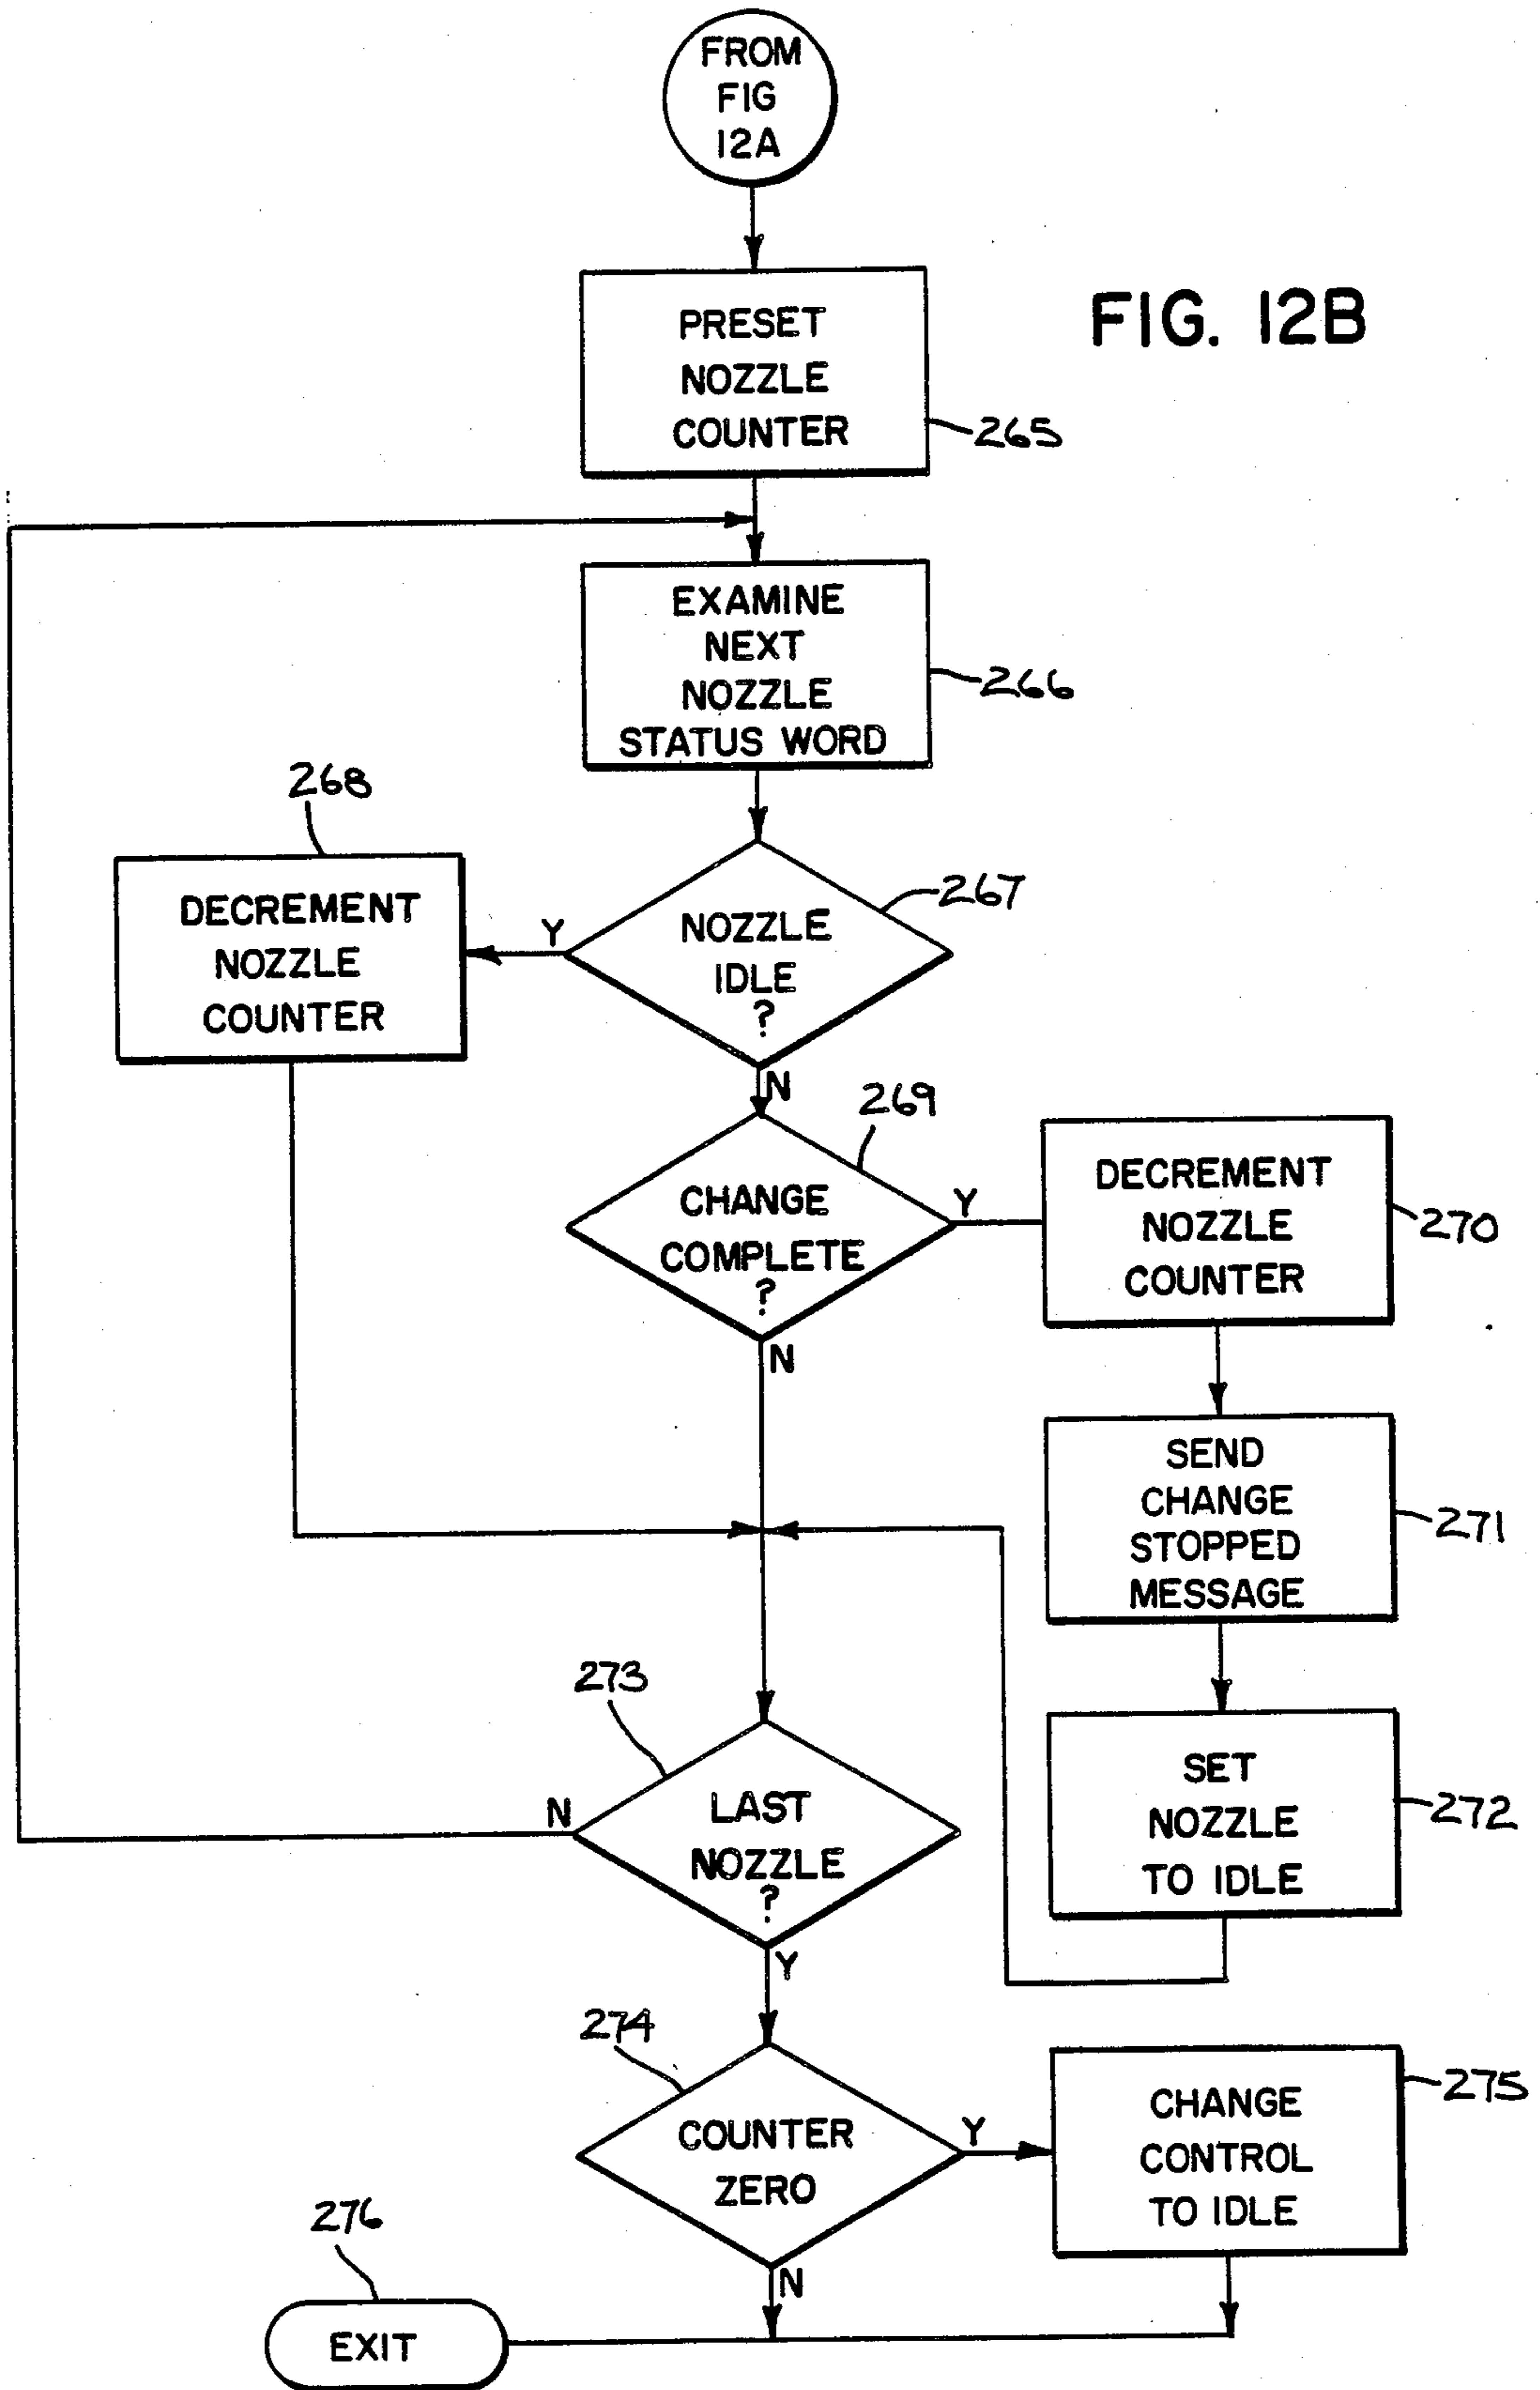 FROM
FIG
12A
FIG. 12B
PRESET
NOZZLE
COUNTER
265
EXAMINE
NEXT
NOZZLE
STATUS WORD
266
268
DECREMENT
NOZZLE
COUNTER
Y
NOZZLE
IDLE
?
267
N
269
CHANGE
COMPLETE
?
Y
DECREMENT
NOZZLE
COUNTER
270
N
SEND
CHANGE
STOPPED
MESSAGE
271
273
N
LAST
NOZZLE
?
SET
NOZZLE
TO IDLE
272
Y
274
COUNTER
ZERO
Y
CHANGE
CONTROL
TO IDLE
275
N
276
EXIT